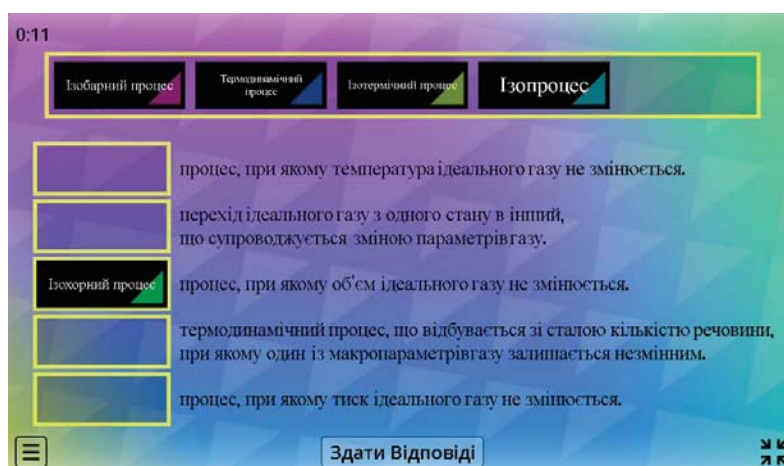 0:11
Ізобарний процес
Термодинамічний
процес
Ізотермічний процес
Ізопроцес
процес, при якому температура ідеального газу не змінюється.
перехід ідеального газу з одного стану в інший,
що супроводжується зміною параметрів газу.
Ізохорний процес
процес, при якому об'єм ідеального газу не змінюється.
термодинамічний процес, що відбувається зі сталою кількістю речовини,
при якому один із макропараметрів газу залишається незмінним.
процес, при якому тиск ідеального газу не змінюється.
Здати Відповіді